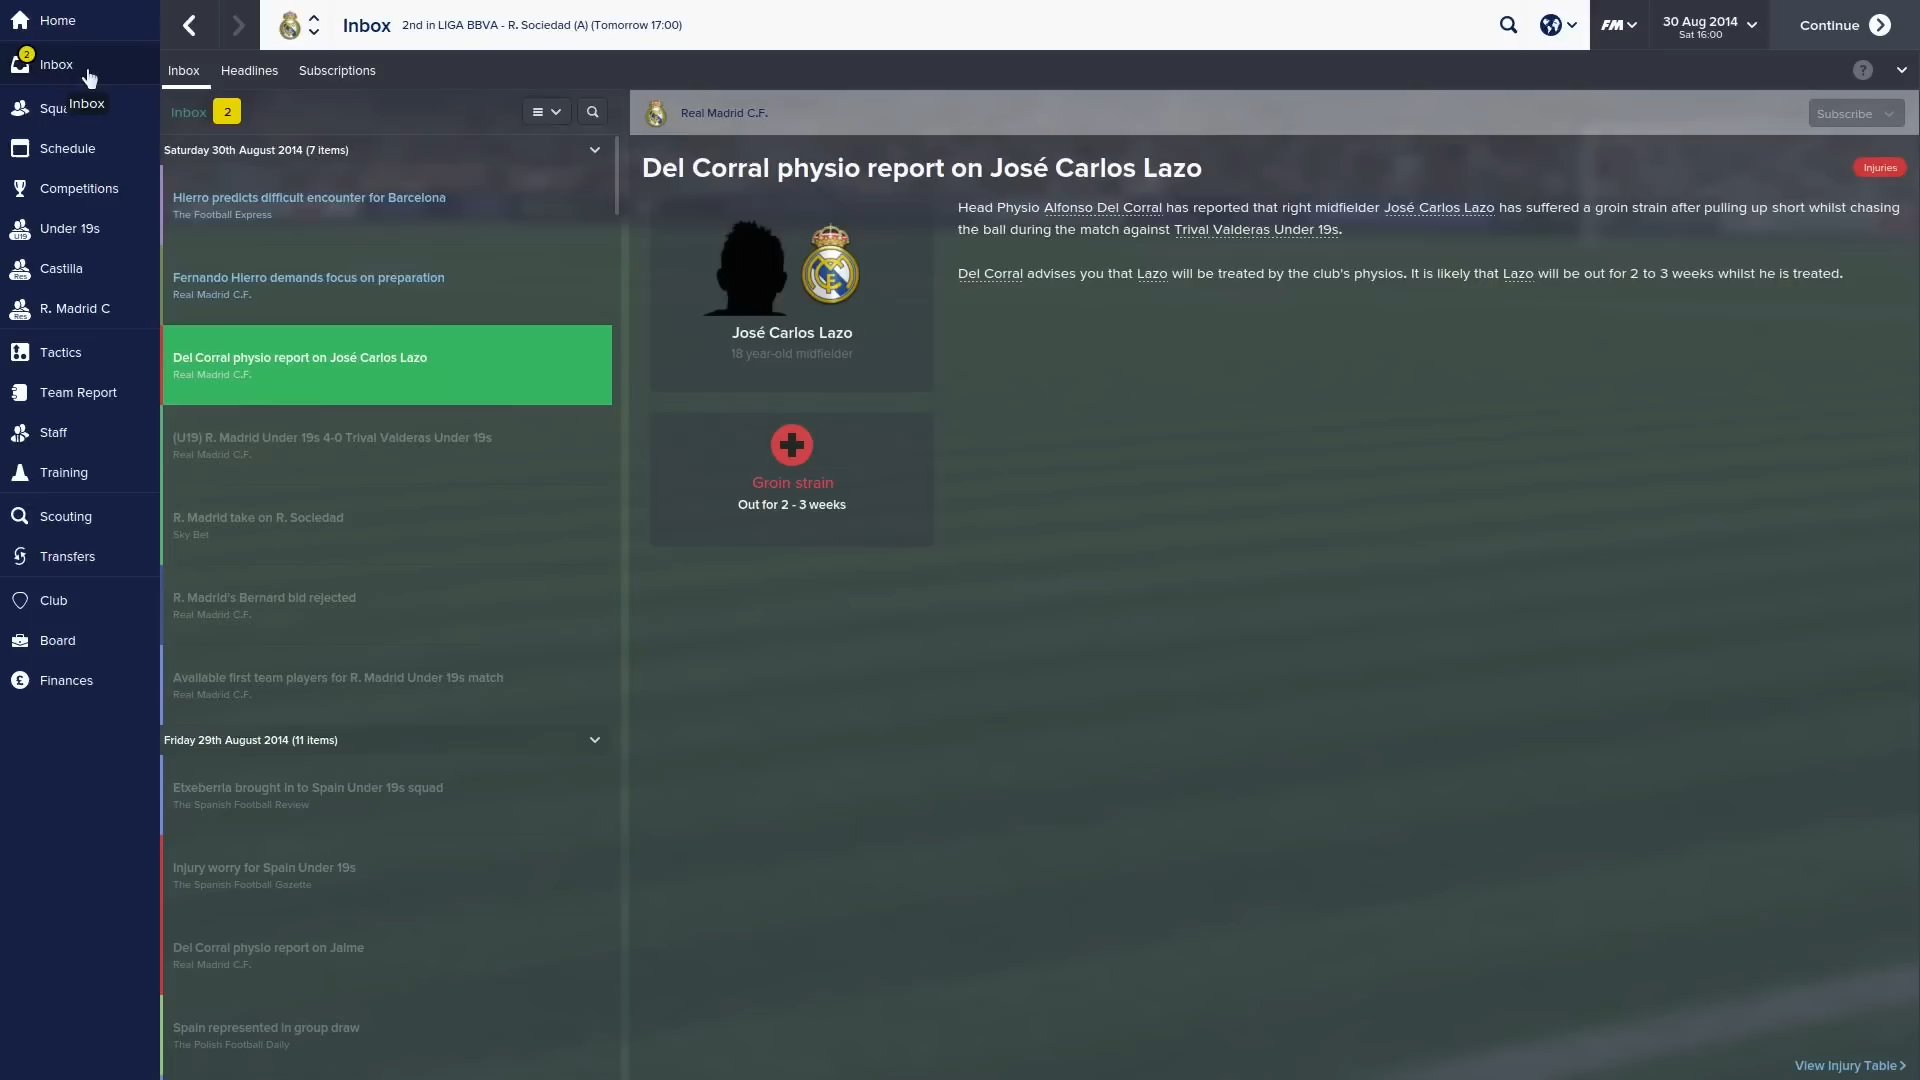 Home
2
Inbox
Inbox
Squa
Schedule
Competitions
U19
Under 19s
Res
Castilla
Res
R. Madrid C
Tactics
Team Report
Staff
Training
Scouting
Transfers
Club
Board
£
Finances
Inbox 2nd in LIGA BBVA - R. Sociedad (A) (Tomorrow 17:00)
FM
30 Aug 2014
Sat 16:00
Continue
Inbox Headlines Subscriptions
?
Inbox 2
Saturday 30th August 2014 (7 items)
Hierro predicts difficult encounter for Barcelona
The Football Express
Fernando Hierro demands focus on preparation
Real Madrid C.F.
Del Corral physio report on José Carlos Lazo
Real Madrid C.F.
(U19) R. Madrid Under 19s 4-0 Trival Valderas Under 19s
Real Madrid C.F.
R. Madrid take on R. Sociedad
Sky Bet
R. Madrid's Bernard bid rejected
Real Madrid C.F.
Available first team players for R. Madrid Under 19s match
Real Madrid C.F.
Friday 29th August 2014 (11 items)
Etxeberria brought in to Spain Under 19s squad
The Spanish Football Review
Injury worry for Spain Under 19s
The Spanish Football Gazette
Del Corral physio report on Jaime
Real Madrid C.F.
Spain represented in group draw
The Polish Football Daily
Real Madrid C.F.
Subscribe
Del Corral physio report on José Carlos Lazo
Injuries
José Carlos Lazo
18 year-old midfielder
Groin strain
Out for 2 - 3 weeks
Head Physio Alfonso Del Corral has reported that right midfielder José Carlos Lazo has suffered a groin strain after pulling up short whilst chasing
the ball during the match against Trival Valderas Under 19s.
Del Corral advises you that Lazo will be treated by the club's physios. It is likely that Lazo will be out for 2 to 3 weeks whilst he is treated.
View Injury Table